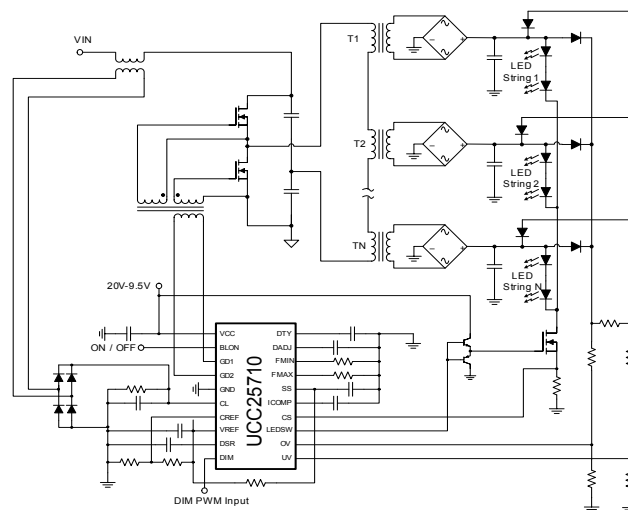 VIN
T1
LED
String 1
T2
LED
String 2
TN
LED
String N
20V-9.5V
ON / OFF
UCC25710
VCC
BLON
GD1
GD2
GND
CL
CREF
VREF
DSR
DIM
DTY
DADJ
FMIN
FMAX
SS
ICOMP
CS
LEDSW
OV
UV
DIM PWM Input